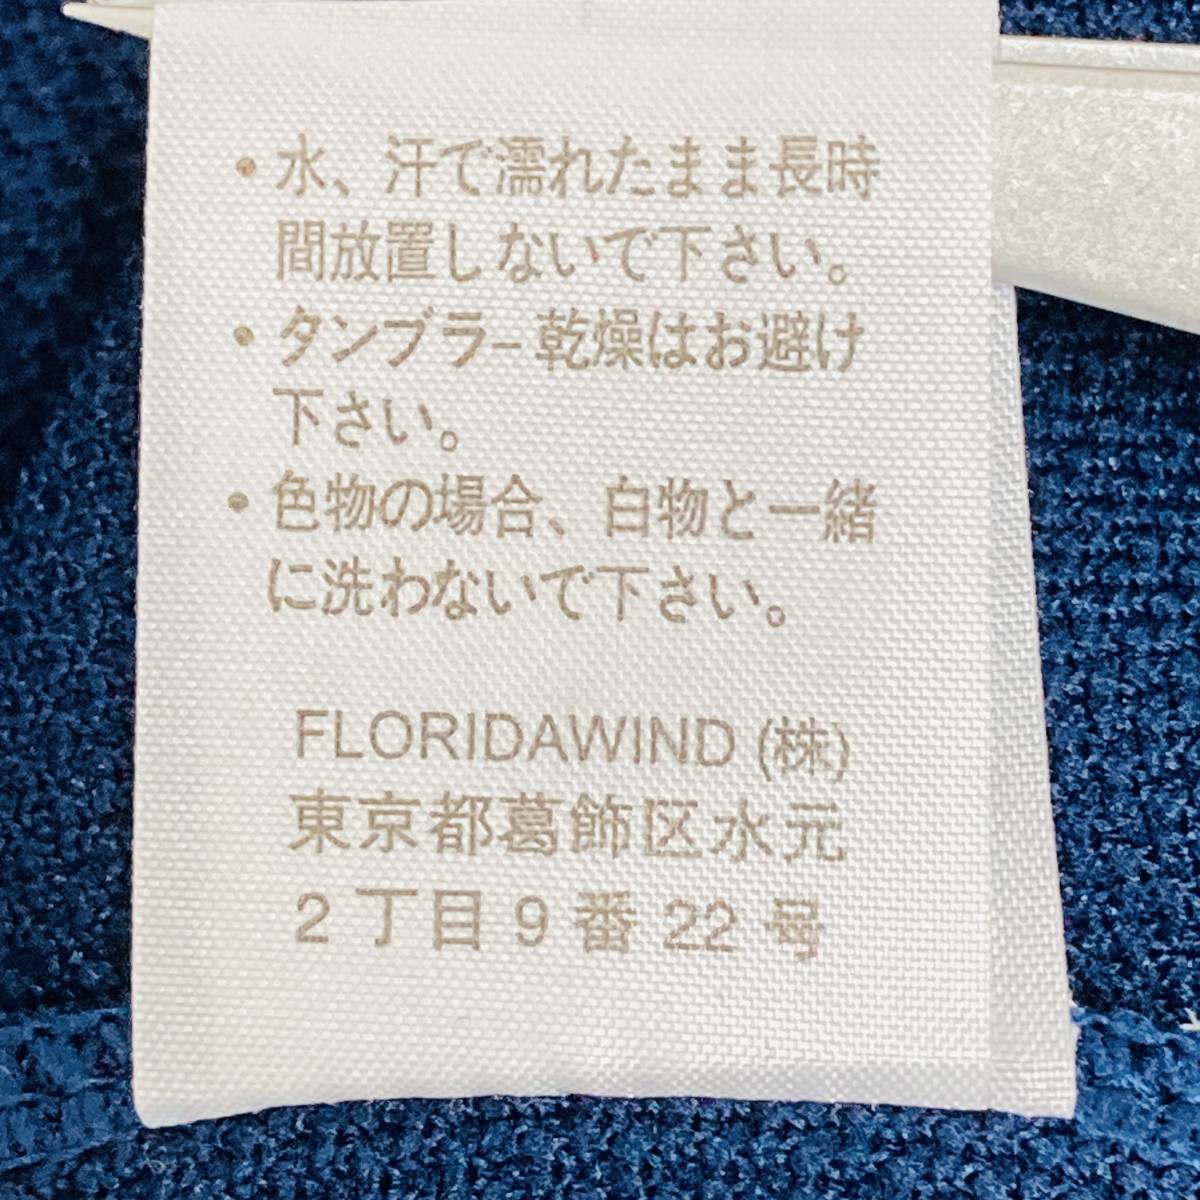 ・水、汗で濡れたまま長時
間放置しないで下さい。
・タンブラー乾燥はお避け
下さい。
・色物の場合、白物と一緒
に洗わないで下さい。
FLORIDAWIND (株)
東京都葛飾区水元
2 丁目 9 番 22 号